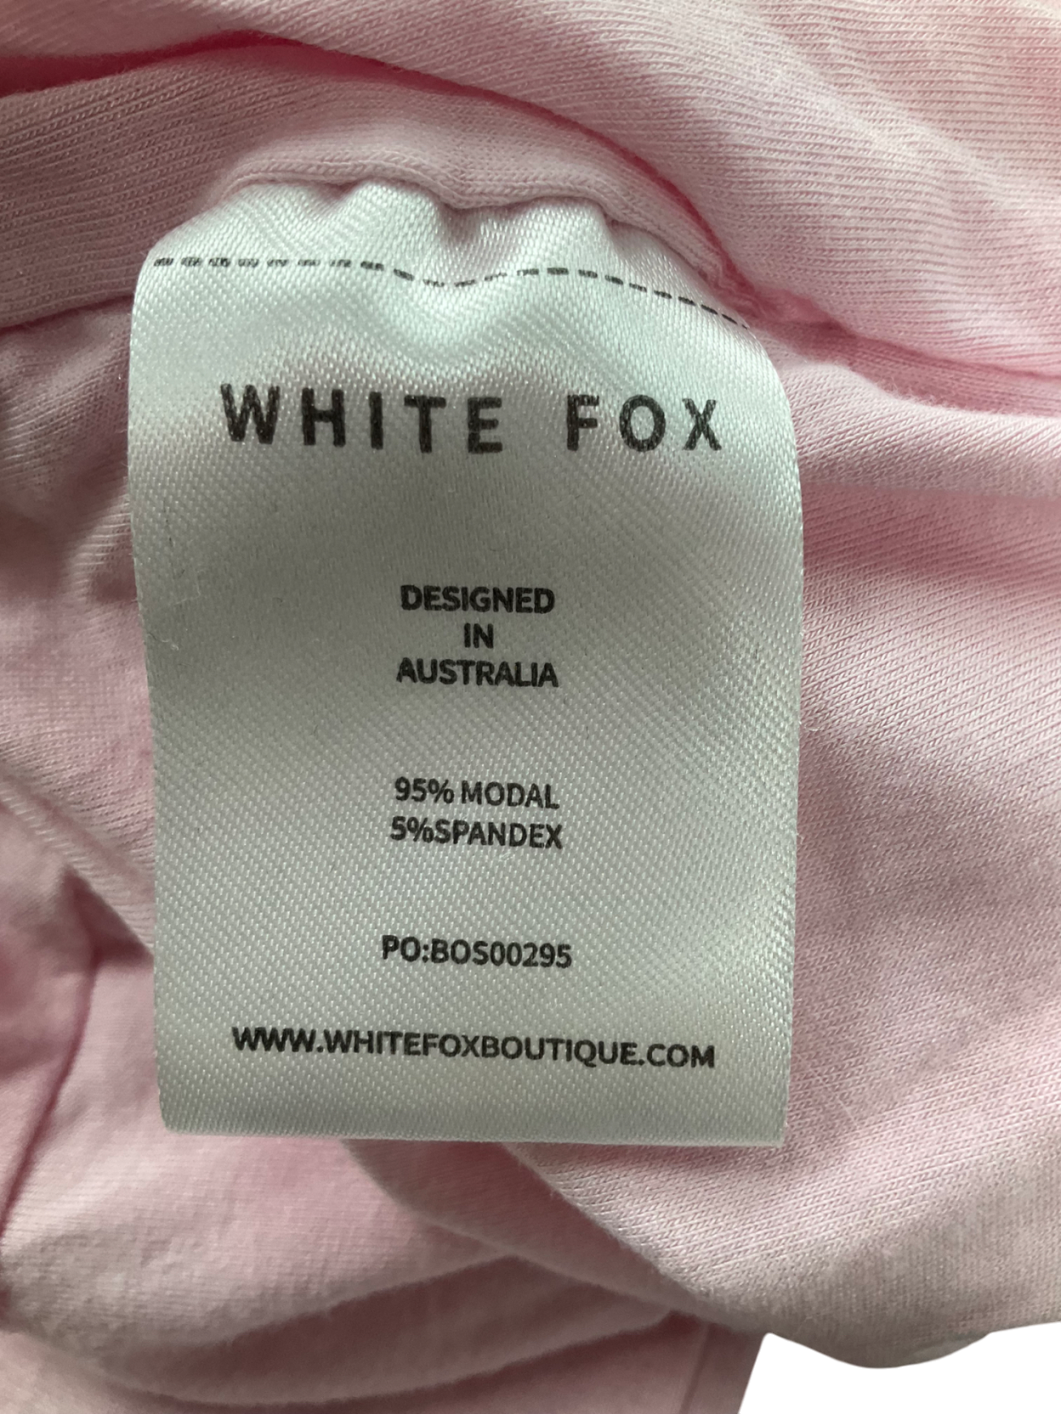 WHITE FOX
DESIGNED
IN
AUSTRALIA
95% MODAL
5%SPANDEX
PO:BOS00295
WWW.WHITEFOXBOUTIQUE.COM